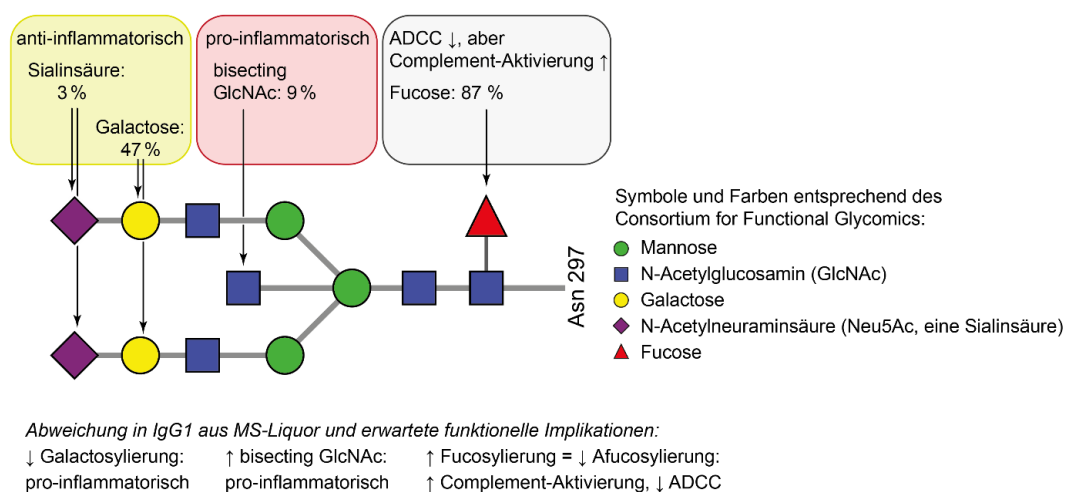 anti-inflammatorisch
Sialinsäure:
3 %
Galactose:
47 %
pro-inflammatorisch
bisecting
GlcNAc: 9 %
ADCC ↓, aber
Complement-Aktivierung ↑
Fucose: 87 %
Asn 297
Symbole und Farben entsprechend des
Consortium for Functional Glycomics:
Mannose
N-Acetylglucosamin (GlcNAc)
Galactose
N-Acetylneuraminsäure (Neu5Ac, eine Sialinsäure)
Fucose
Abweichung in IgG1 aus MS-Liquor und erwartete funktionelle Implikationen:
↓ Galactosylierung: ↑ bisecting GlcNAc: ↑ Fucosylierung = ↓ Afucosylierung:
pro-inflammatorisch pro-inflammatorisch ↑ Complement-Aktivierung, ↓ ADCC